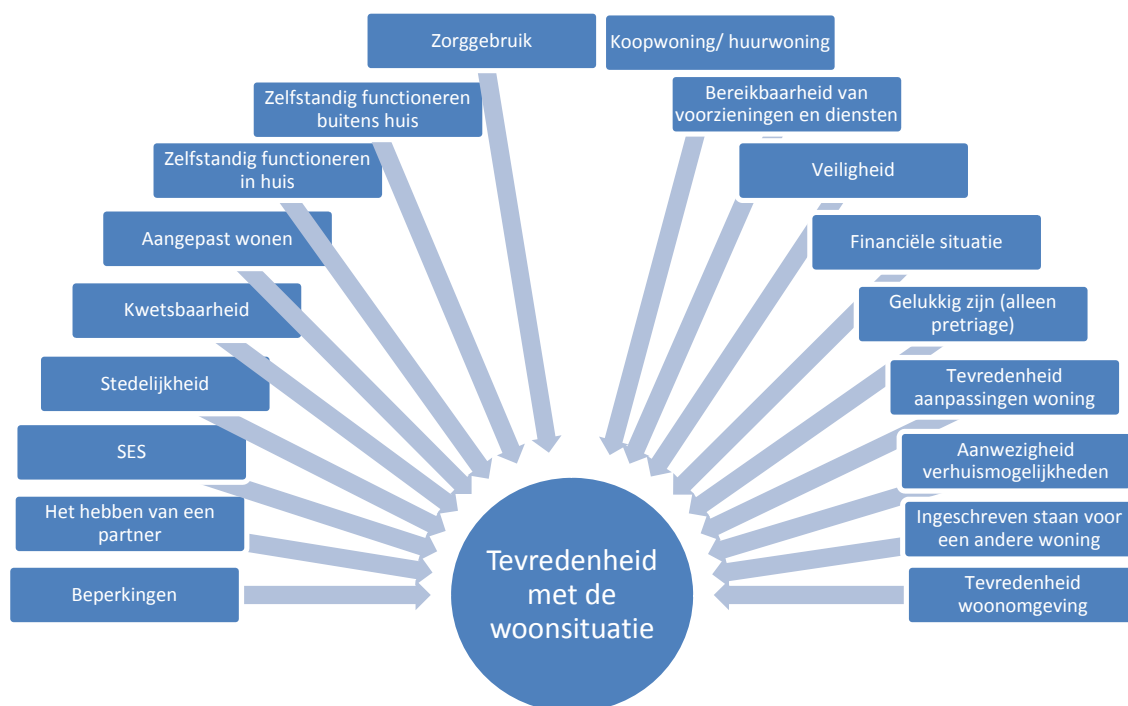 Zorggebruik
Koopwoning/ huurwoning
Zelfstandig functioneren
buitens huis
Bereikbaarheid van
voorzieningen en diensten
Zelfstandig functioneren
in huis
Veiligheid
Aangepast wonen
Financiële situatie
Kwetsbaarheid
Gelukkig zijn (alleen
pretriage)
Stedelijkheid
Tevredenheid
aanpassingen woning
SES
Aanwezigheid
verhuismogelijkheden
Het hebben van een
partner
Ingeschreven staan voor
een andere woning
Beperkingen
Tevredenheid
woonomgeving
Tevredenheid
met de
woonsituatie